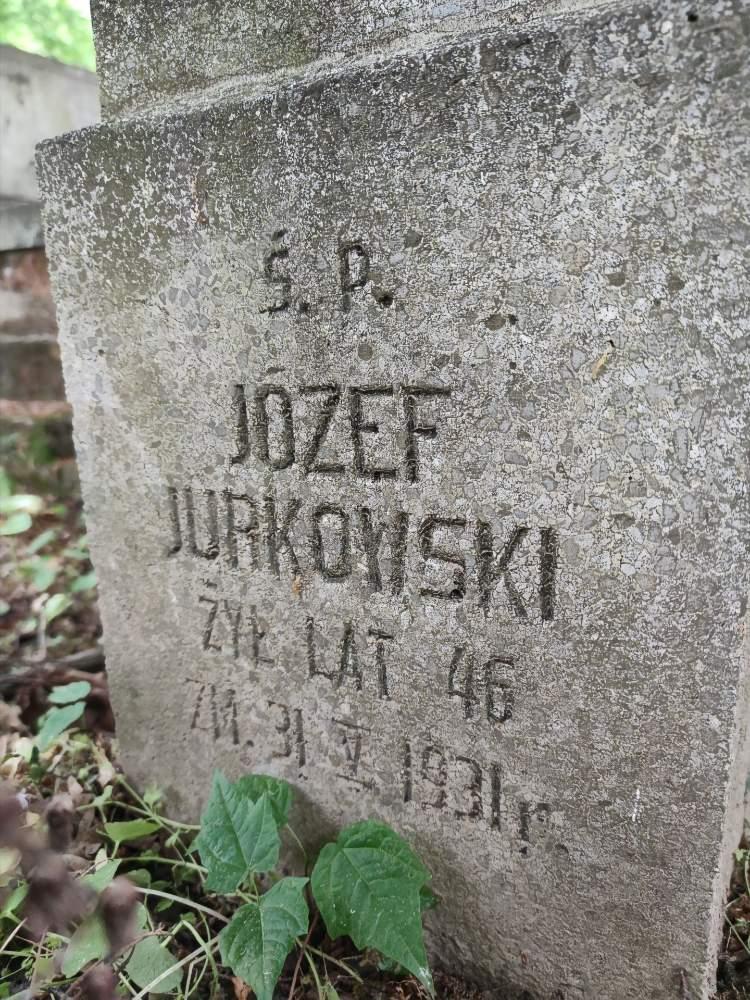 Ś. P.
JÓZEF
JURKOWSKI
ŻYŁ LAT 46
ZM. 31. V. 1931 r.